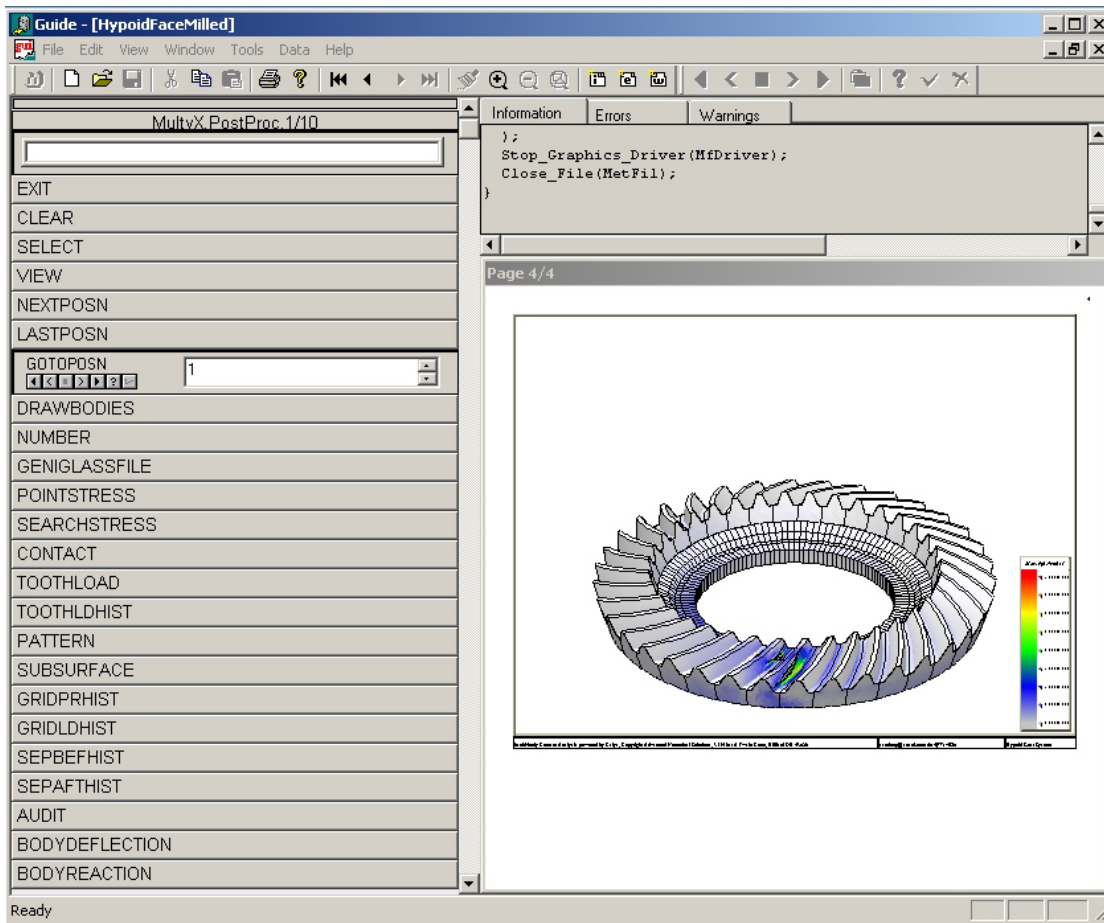 Guide - [HypoidFaceMilled]
File Edit View Window Tools Data Help
MultyX.PostProc.1/10
Information Errors Warnings
);
Stop_Graphics_Driver(MfDriver);
Close_File(MetFil);
}
EXIT
CLEAR
SELECT
VIEW
NEXTPOSN
LASTPOSN
GOTOPOSN 1
DRAWBODIES
NUMBER
GENIGLASSFILE
POINTSTRESS
SEARCHSTRESS
CONTACT
TOOTHLOAD
TOOTHLDHIST
PATTERN
SUBSURFACE
GRIDPRHIST
GRIDLDHIST
SEPBEFHIST
SEPAFTHIST
AUDIT
BODYDEFLECTION
BODYREACTION
Page 4/4
Ready